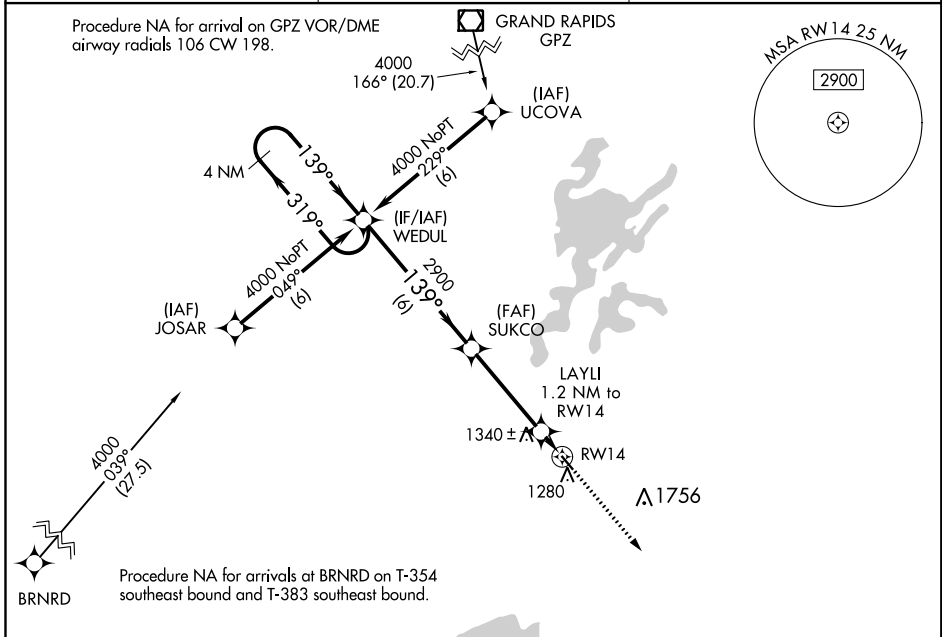 Procedure NA for arrival on GPZ VOR/DME
airway radials 106 CW 198.
GRAND RAPIDS
GPZ
4000
166° (20.7)
(IAF)
UCOVA
MSA RW14 25 NM
2900
4000 NoPT
229°
(6)
4 NM
139°
319°
(IF/IAF)
WEDUL
4000 NoPT
049°
(6)
2900
139°
(6)
(IAF)
JOSAR
(FAF)
SUKCO
LAYLI
1.2 NM to
RW14
1340 ±
RW14
1280
1756
4000
039°
(27.5)
BRNRD
Procedure NA for arrivals at BRNRD on T-354
southeast bound and T-383 southeast bound.